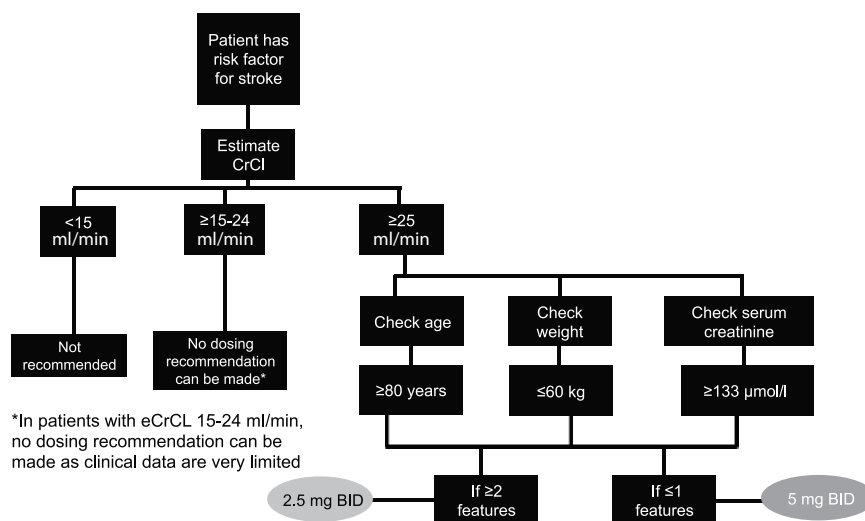 Patient has
risk factor
for stroke
Estimate
CrCl
<15
ml/min
≥15-24
ml/min
≥25
ml/min
Not
recommended
No dosing
recommendation
can be made*
Check age
Check
weight
Check serum
creatinine
≥80 years
≤60 kg
≥133 μmol/l
*In patients with eCrCL 15-24 ml/min,
no dosing recommendation can be
made as clinical data are very limited
2.5 mg BID
If ≥2
features
If ≤1
features
5 mg BID